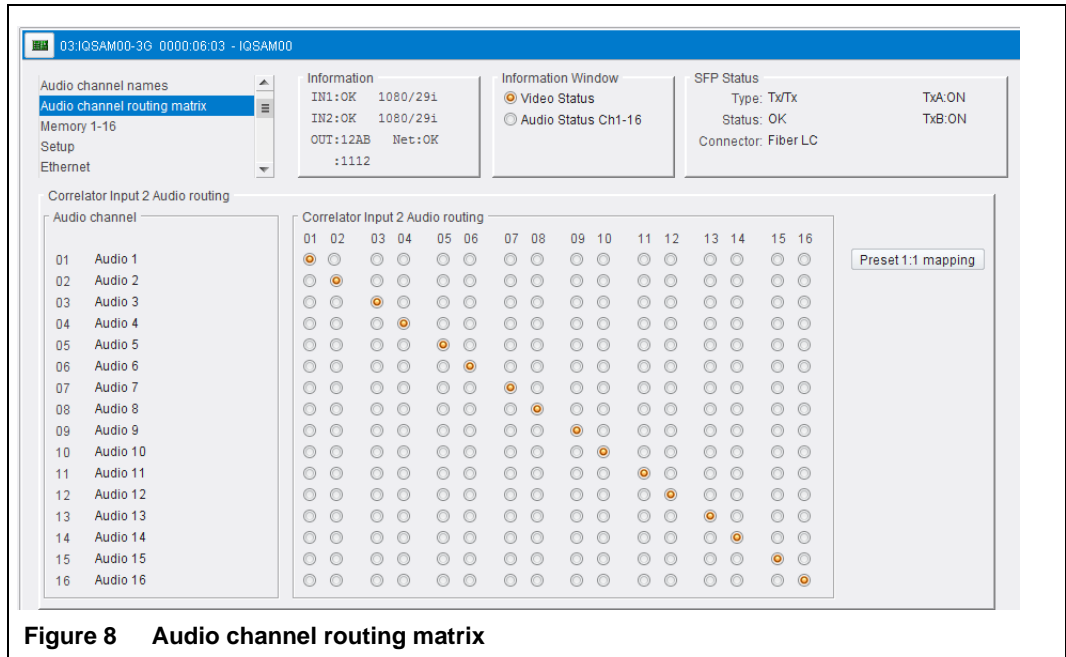 03:IQSAM00-3G 0000:06:03 - IQSAM00
Audio channel names
Audio channel routing matrix
Memory 1-16
Setup
Ethernet
Information
IN1:OK 1080/29i
IN2:OK 1080/29i
OUT:12AB Net:OK
:1112
Information Window
Video Status
Audio Status Ch1-16
SFP Status
Type: Tx/Tx TxA:ON
Status: OK TxB:ON
Connector: Fiber LC
Correlator Input 2 Audio routing
Audio channel
Correlator Input 2 Audio routing
01 02 03 04 05 06 07 08 09 10 11 12 13 14 15 16
01 Audio 1
Preset 1:1 mapping
02 Audio 2
03 Audio 3
04 Audio 4
05 Audio 5
06 Audio 6
07 Audio 7
08 Audio 8
09 Audio 9
10 Audio 10
11 Audio 11
12 Audio 12
13 Audio 13
14 Audio 14
15 Audio 15
16 Audio 16
Figure 8 Audio channel routing matrix